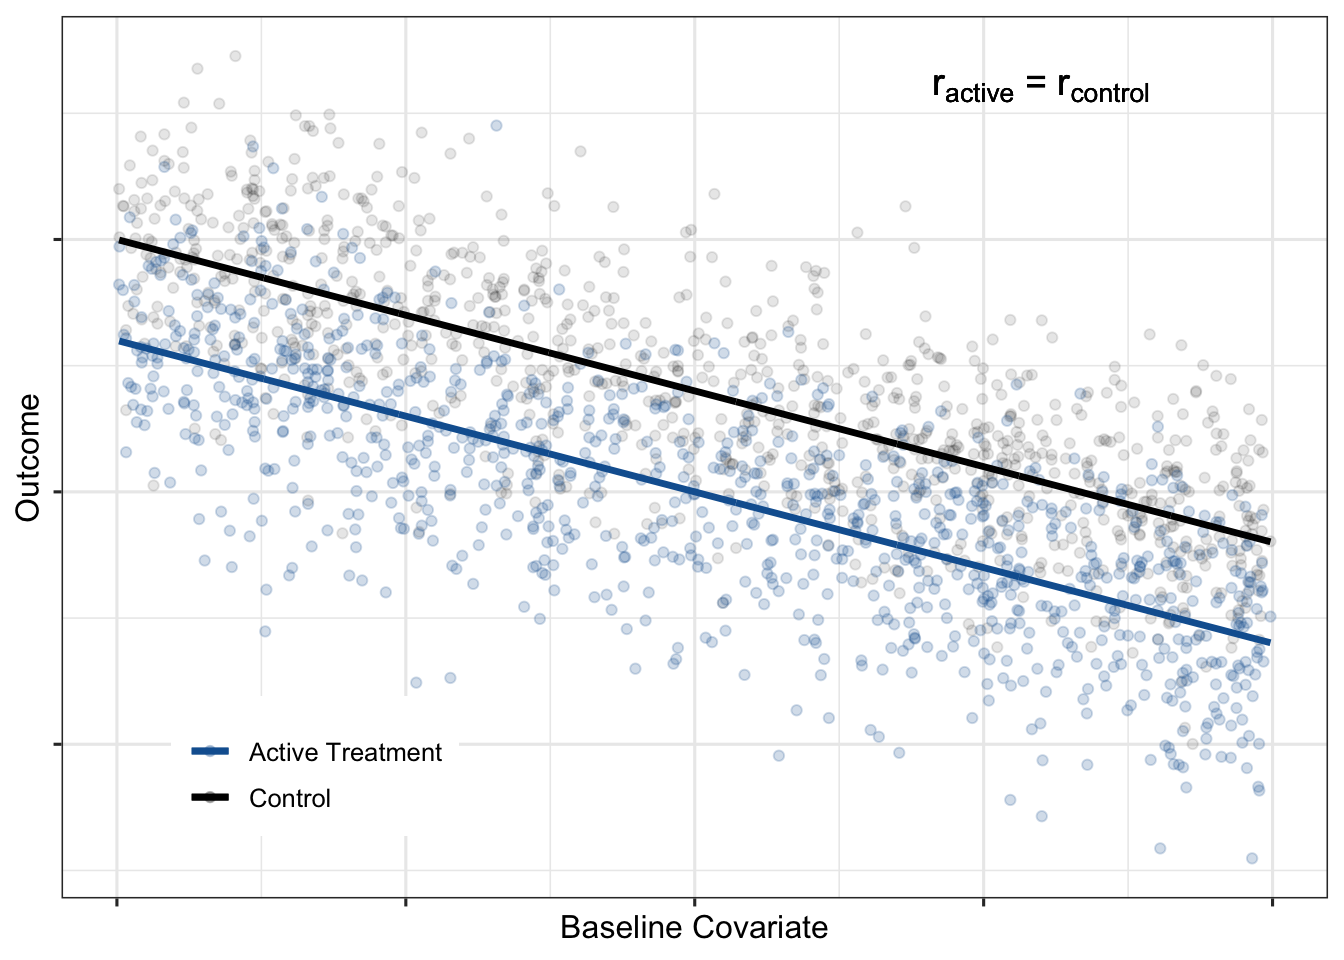 r_active = r_control
Outcome
Active Treatment
Control
Baseline Covariate